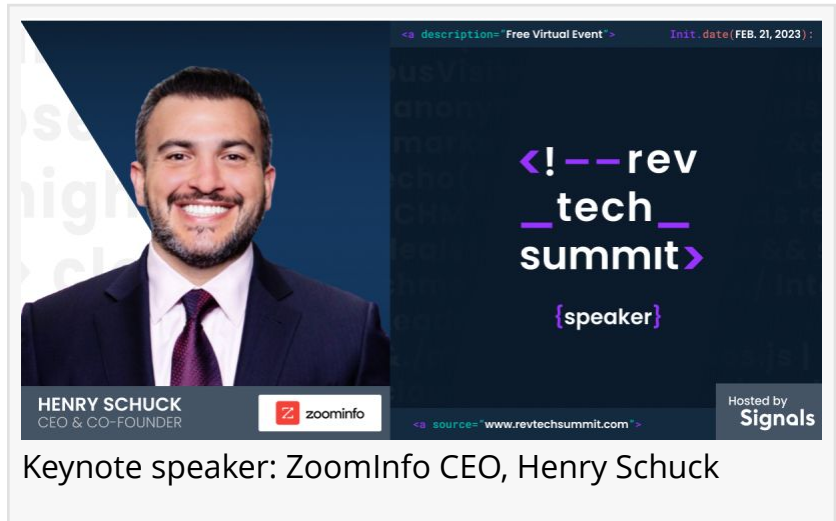 <a description="Free Virtual Event">
Init.date(FEB. 21, 2023):
<!--rev
_tech_
summit>
{speaker}
HENRY SCHUCK
CEO & CO-FOUNDER
Z zoominfo
<a source="www.revtechsummit.com">
Hosted by
Signals
Keynote speaker: ZoomInfo CEO, Henry Schuck